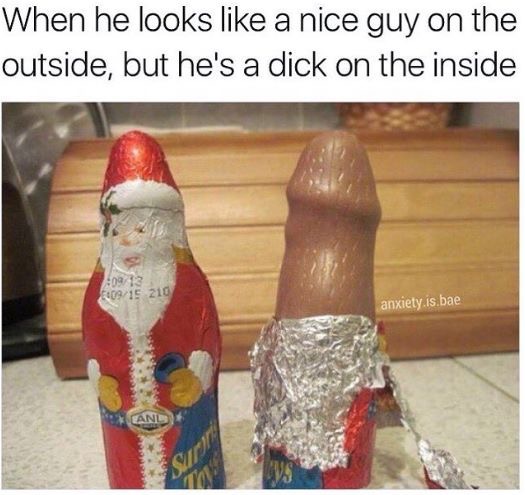 When he looks like a nice guy on the
outside, but he's a dick on the inside
09/13
09/15 210
anxiety.is.bae
ANL